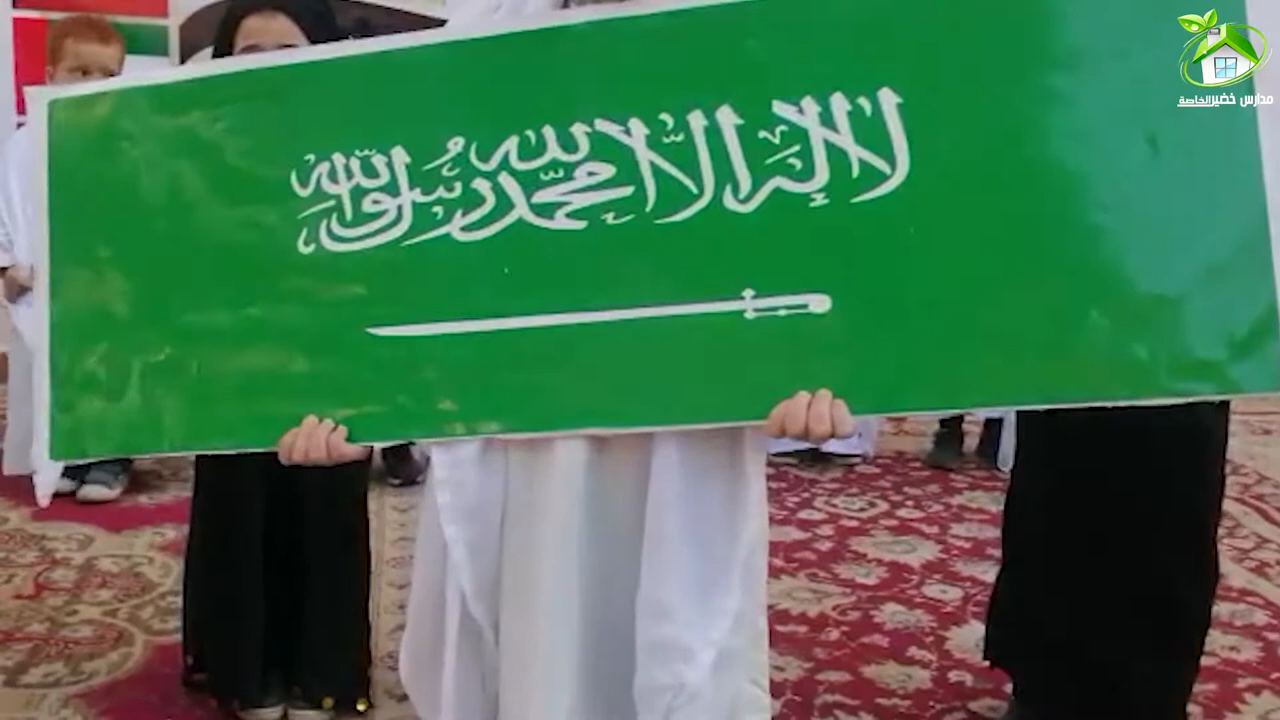 لا إله إلا الله محمد رسول الله
مدارس خضير الخاصة